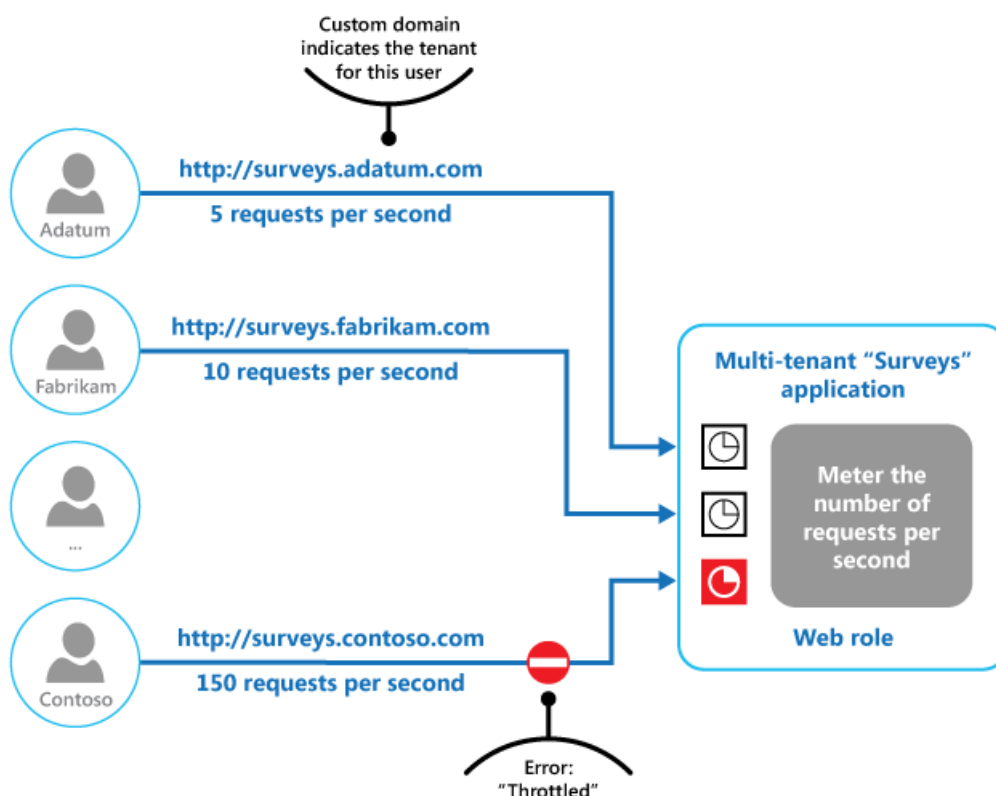 Custom domain
indicates the tenant
for this user
http://surveys.adatum.com
5 requests per second
Adatum
http://surveys.fabrikam.com
10 requests per second
Fabrikam
...
http://surveys.contoso.com
150 requests per second
Contoso
Error:
"Throttled"
Multi-tenant “Surveys”
application
Meter the
number of
requests per
second
Web role